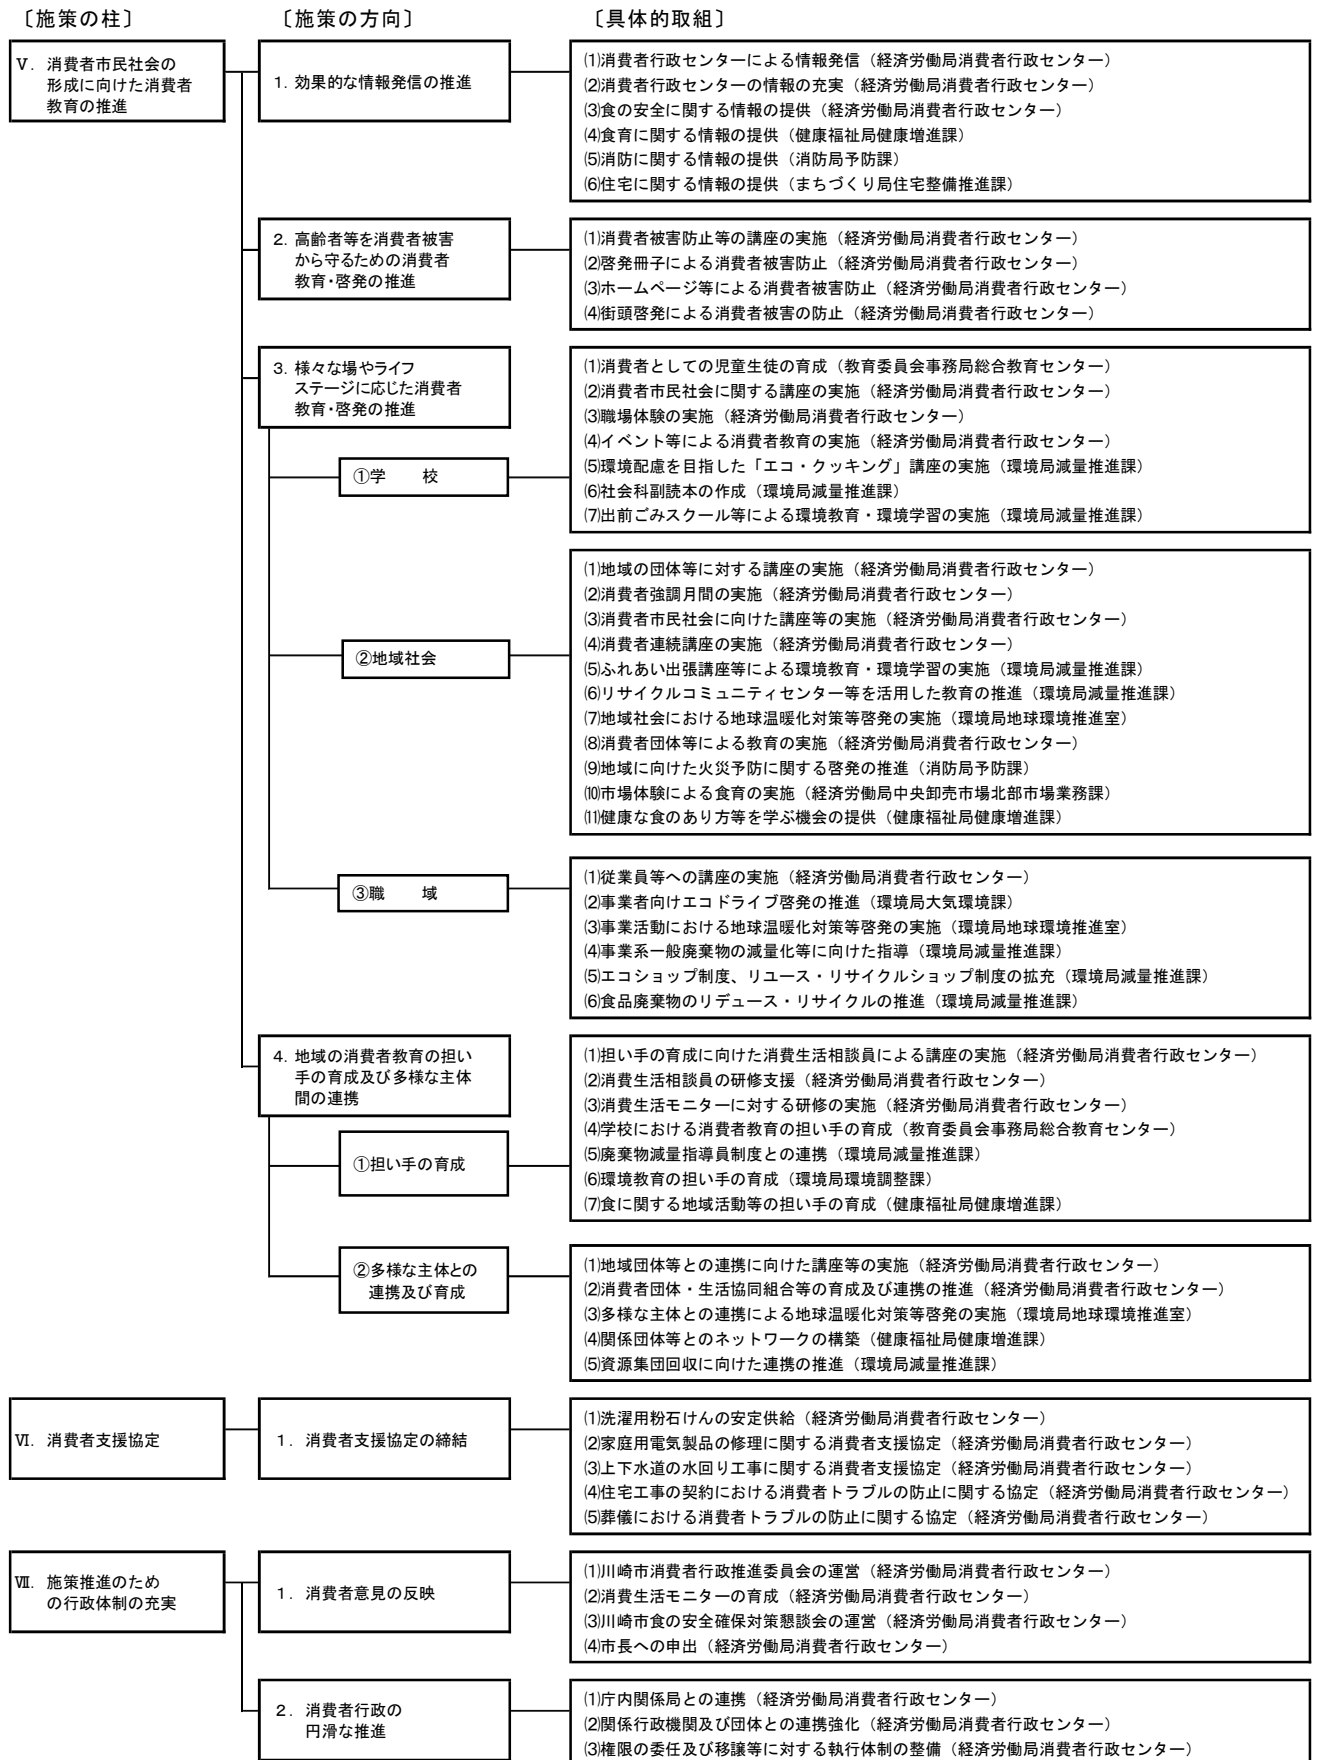 〔施策の柱〕 〔施策の方向〕 〔具体的取組〕
Ⅴ. 消費者市民社会の
形成に向けた消費者
教育の推進
1. 効果的な情報発信の推進
⑴消費者行政センターによる情報発信（経済労働局消費者行政センター）
⑵消費者行政センターの情報の充実（経済労働局消費者行政センター）
⑶食の安全に関する情報の提供（経済労働局消費者行政センター）
⑷食育に関する情報の提供（健康福祉局健康増進課）
⑸消防に関する情報の提供（消防局予防課）
⑹住宅に関する情報の提供（まちづくり局住宅整備推進課）
2. 高齢者等を消費者被害
から守るための消費者
教育・啓発の推進
⑴消費者被害防止等の講座の実施（経済労働局消費者行政センター）
⑵啓発冊子による消費者被害防止（経済労働局消費者行政センター）
⑶ホームページ等による消費者被害防止（経済労働局消費者行政センター）
⑷街頭啓発による消費者被害の防止（経済労働局消費者行政センター）
3. 様々な場やライフ
ステージに応じた消費者
教育・啓発の推進
①学　　校
⑴消費者としての児童生徒の育成（教育委員会事務局総合教育センター）
⑵消費者市民社会に関する講座の実施（経済労働局消費者行政センター）
⑶職場体験の実施（経済労働局消費者行政センター）
⑷イベント等による消費者教育の実施（経済労働局消費者行政センター）
⑸環境配慮を目指した「エコ・クッキング」講座の実施（環境局減量推進課）
⑹社会科副読本の作成（環境局減量推進課）
⑺出前ごみスクール等による環境教育・環境学習の実施（環境局減量推進課）
②地域社会
⑴地域の団体等に対する講座の実施（経済労働局消費者行政センター）
⑵消費者強調月間の実施（経済労働局消費者行政センター）
⑶消費者市民社会に向けた講座等の実施（経済労働局消費者行政センター）
⑷消費者連続講座の実施（経済労働局消費者行政センター）
⑸ふれあい出張講座等による環境教育・環境学習の実施（環境局減量推進課）
⑹リサイクルコミュニティセンター等を活用した教育の推進（環境局減量推進課）
⑺地域社会における地球温暖化対策等啓発の実施（環境局地球環境推進室）
⑻消費者団体等による教育の実施（経済労働局消費者行政センター）
⑼地域に向けた火災予防に関する啓発の推進（消防局予防課）
⑽市場体験による食育の実施（経済労働局中央卸売市場北部市場業務課）
⑾健康な食のあり方等を学ぶ機会の提供（健康福祉局健康増進課）
③職　　域
⑴従業員等への講座の実施（経済労働局消費者行政センター）
⑵事業者向けエコドライブ啓発の推進（環境局大気環境課）
⑶事業活動における地球温暖化対策等啓発の実施（環境局地球環境推進室）
⑷事業系一般廃棄物の減量化等に向けた指導（環境局減量推進課）
⑸エコショップ制度、リユース・リサイクルショップ制度の拡充（環境局減量推進課）
⑹食品廃棄物のリデュース・リサイクルの推進（環境局減量推進課）
4. 地域の消費者教育の担い
手の育成及び多様な主体
間の連携
①担い手の育成
⑴担い手の育成に向けた消費生活相談員による講座の実施（経済労働局消費者行政センター）
⑵消費生活相談員の研修支援（経済労働局消費者行政センター）
⑶消費生活モニターに対する研修の実施（経済労働局消費者行政センター）
⑷学校における消費者教育の担い手の育成（教育委員会事務局総合教育センター）
⑸廃棄物減量指導員制度との連携（環境局減量推進課）
⑹環境教育の担い手の育成（環境局環境調整課）
⑺食に関する地域活動等の担い手の育成（健康福祉局健康増進課）
②多様な主体との
連携及び育成
⑴地域団体等との連携に向けた講座等の実施（経済労働局消費者行政センター）
⑵消費者団体・生活協同組合等の育成及び連携の推進（経済労働局消費者行政センター）
⑶多様な主体との連携による地球温暖化対策等啓発の実施（環境局地球環境推進室）
⑷関係団体等とのネットワークの構築（健康福祉局健康増進課）
⑸資源集団回収に向けた連携の推進（環境局減量推進課）
Ⅵ. 消費者支援協定
1. 消費者支援協定の締結
⑴洗濯用粉石けんの安定供給（経済労働局消費者行政センター）
⑵家庭用電気製品の修理に関する消費者支援協定（経済労働局消費者行政センター）
⑶上下水道の水回り工事に関する消費者支援協定（経済労働局消費者行政センター）
⑷住宅工事の契約における消費者トラブルの防止に関する協定（経済労働局消費者行政センター）
⑸葬儀における消費者トラブルの防止に関する協定（経済労働局消費者行政センター）
Ⅶ. 施策推進のため
の行政体制の充実
1. 消費者意見の反映
⑴川崎市消費者行政推進委員会の運営（経済労働局消費者行政センター）
⑵消費生活モニターの育成（経済労働局消費者行政センター）
⑶川崎市食の安全確保対策懇談会の運営（経済労働局消費者行政センター）
⑷市長への申出（経済労働局消費者行政センター）
2. 消費者行政の
円滑な推進
⑴庁内関係局との連携（経済労働局消費者行政センター）
⑵関係行政機関及び団体との連携強化（経済労働局消費者行政センター）
⑶権限の委任及び移譲等に対する執行体制の整備（経済労働局消費者行政センター）